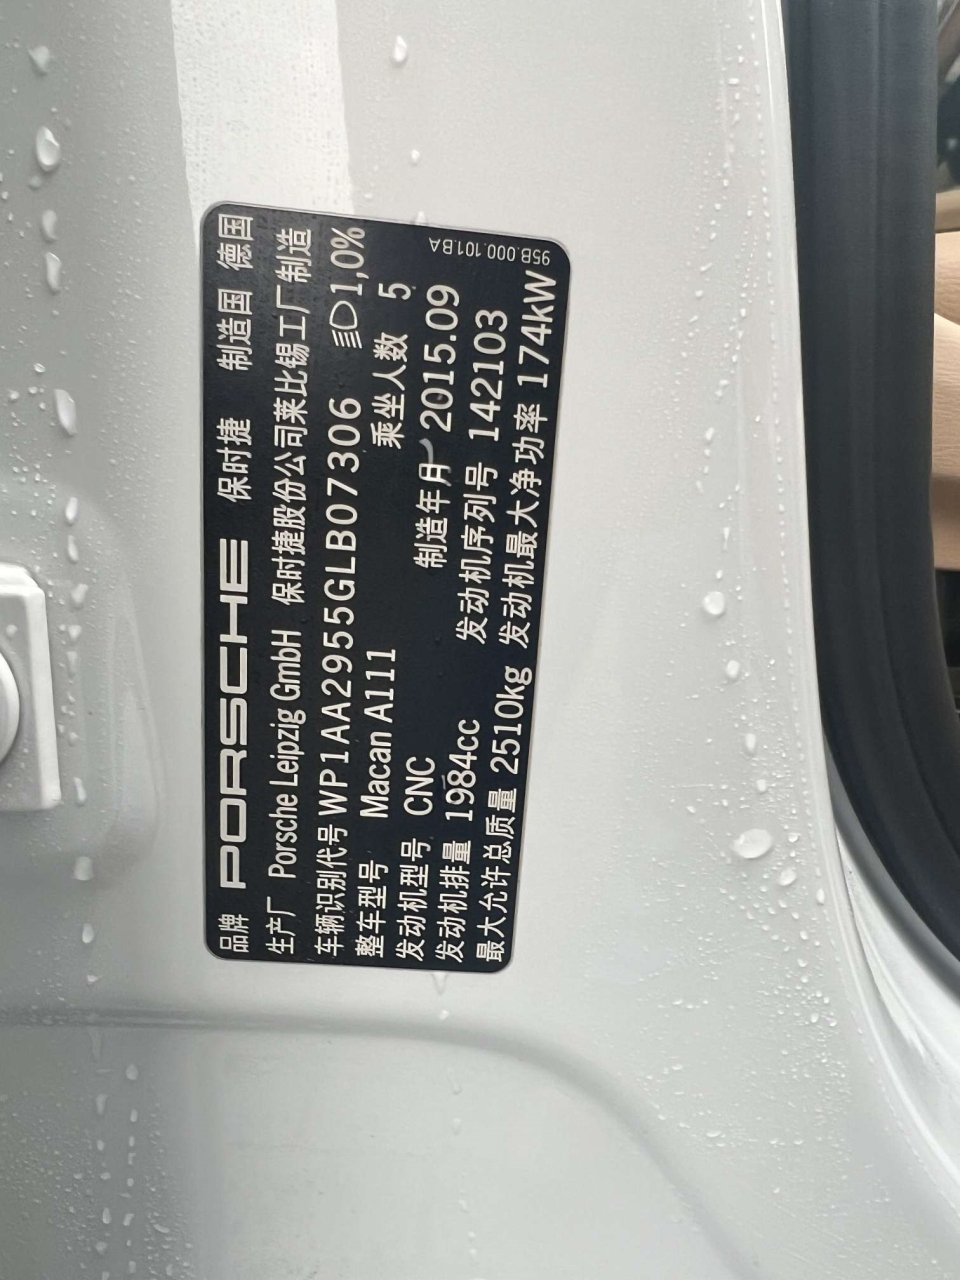 品牌 PORSCHE 保时捷 制造国 德国
生产厂 Porsche Leipzig GmbH 保时捷股份公司莱比锡工厂制造
车辆识别代号 WP1AA2955GLB07306 1,0%
整车型号 Macan A111 乘坐人数 5
发动机型号 CNC 制造年月 2015.09
发动机排量 1984cc 发动机序列号 142103
最大允许总质量 2510kg 发动机最大净功率 174kW
95B.000.101.BA